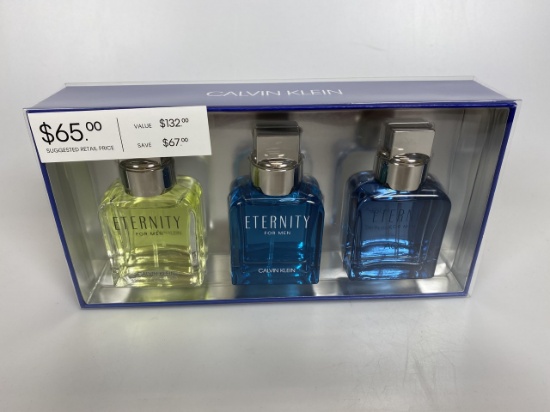 CALVIN KLEIN
$65.00
SUGGESTED RETAIL PRICE
VALUE $132.00
SAVE $67.00
ETERNITY
FOR MEN
ETERNITY
FOR MEN
CALVIN KLEIN